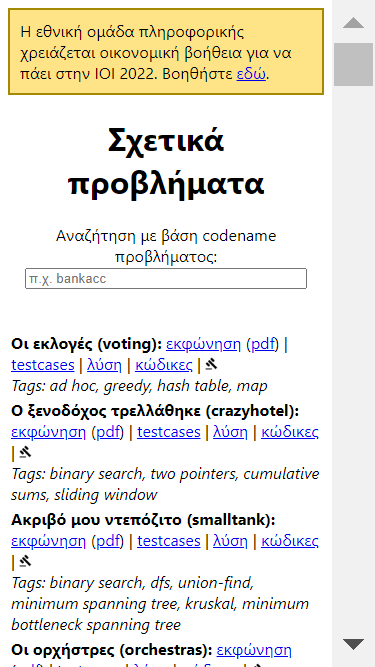 Η εθνική ομάδα πληροφορικής
χρειάζεται οικονομική βοήθεια για να
πάει στην IOI 2022. Βοηθήστε εδώ.
Σχετικά
προβλήματα
Αναζήτηση με βάση codename
προβλήματος:
π.χ. bankacc
Οι εκλογές (voting): εκφώνηση (pdf) |
testcases | λύση | κώδικες |
Tags: ad hoc, greedy, hash table, map
Ο ξενοδόχος τρελλάθηκε (crazyhotel):
εκφώνηση (pdf) | testcases | λύση | κώδικες
|
Tags: binary search, two pointers, cumulative
sums, sliding window
Ακριβό μου ντεπόζιτο (smalltank):
εκφώνηση (pdf) | testcases | λύση | κώδικες
|
Tags: binary search, dfs, union-find,
minimum spanning tree, kruskal, minimum
bottleneck spanning tree
Οι ορχήστρες (orchestras): εκφώνηση